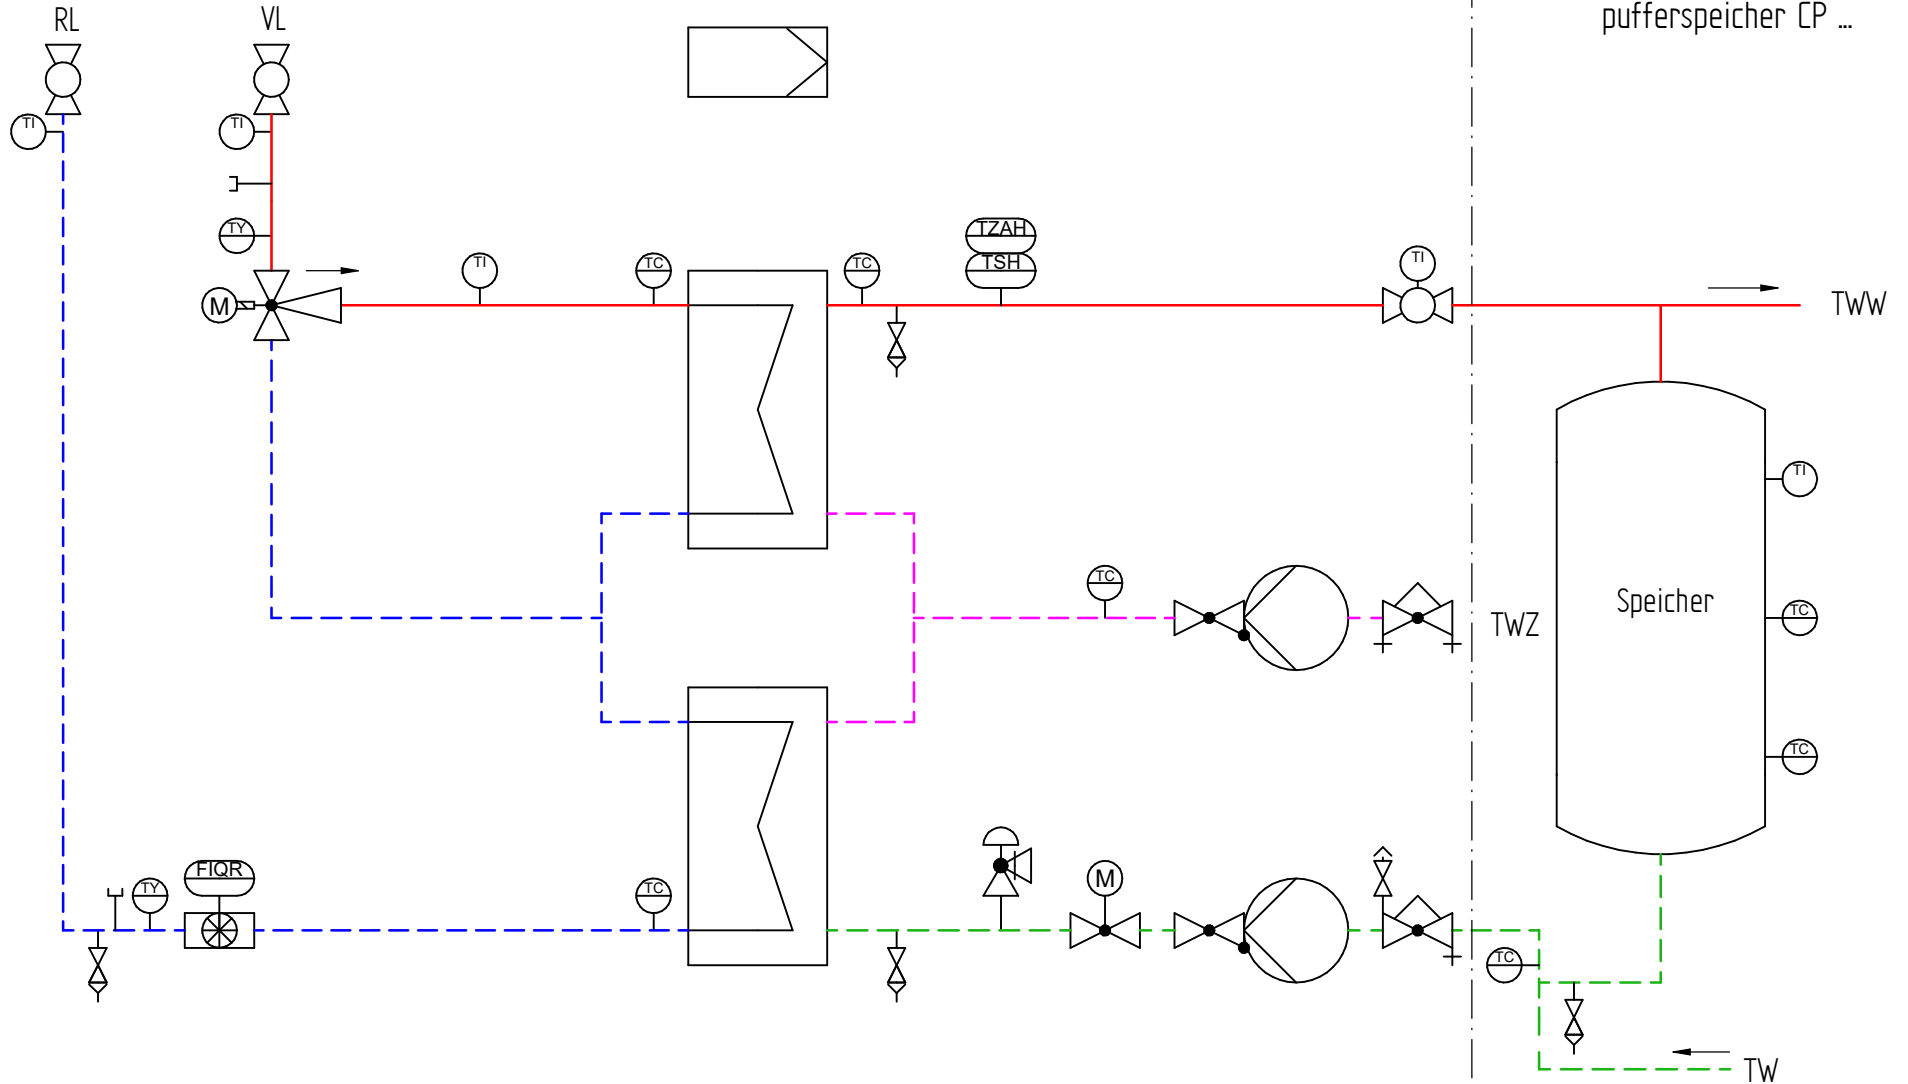 RL
VL
pufferspeicher CP ...
TI
TI
TY
M
TI
TC
TC
TZAH
TSH
TI
TWW
TI
TC
TWZ
Speicher
TC
TC
FIQR
TY
TC
M
TC
TW